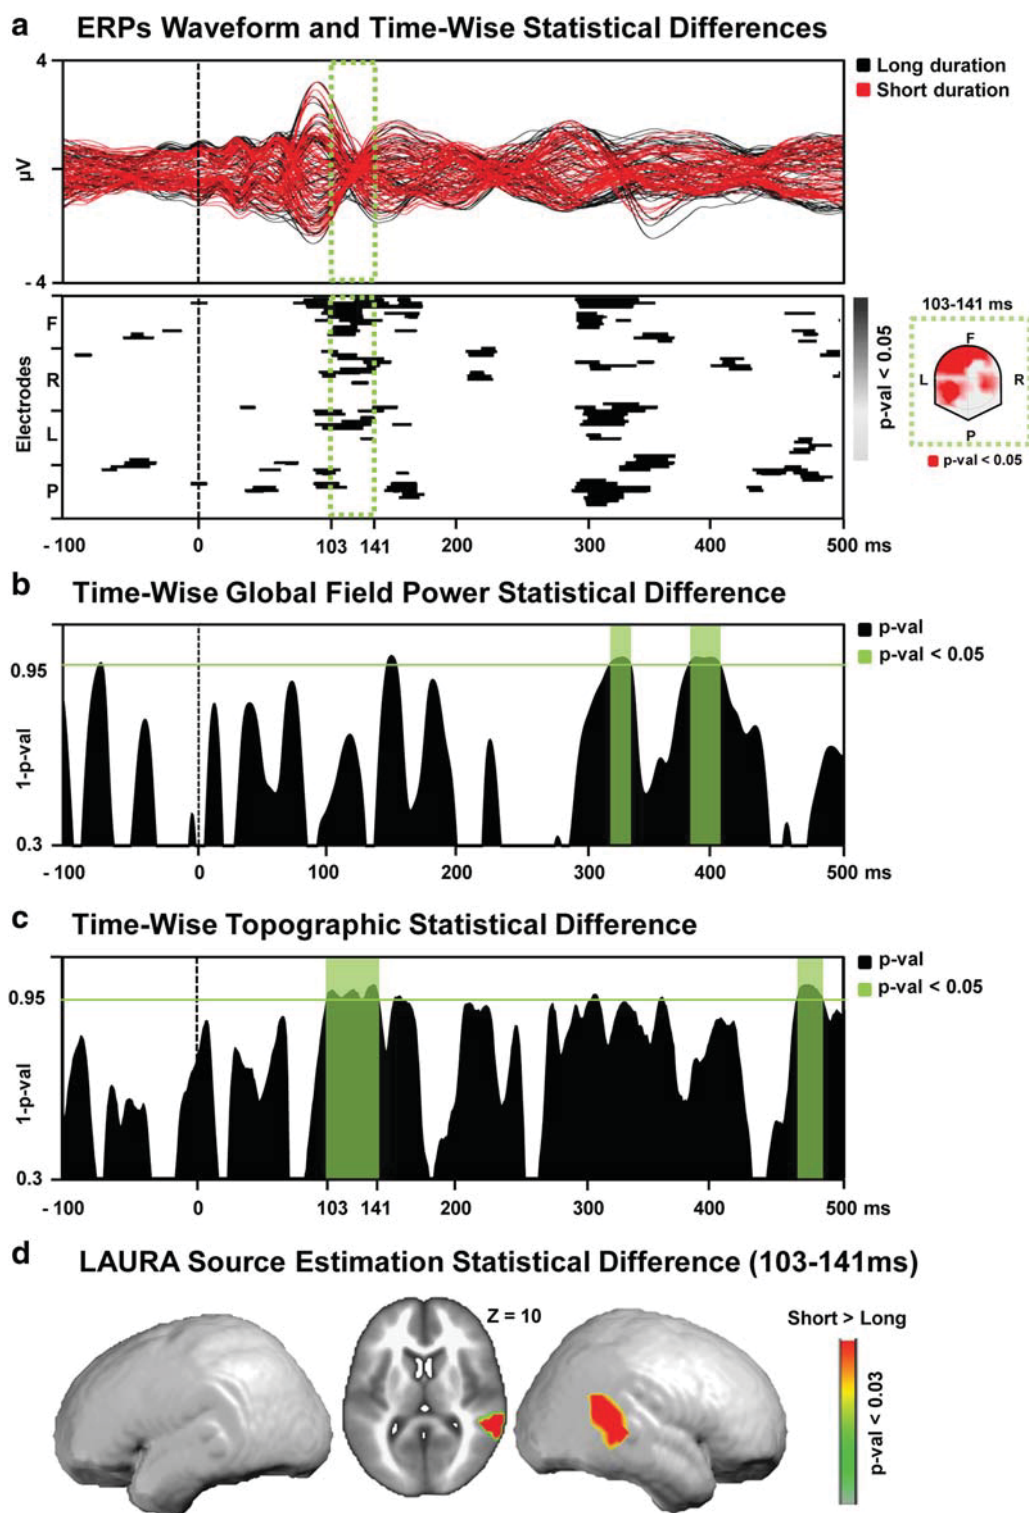 a ERPs Waveform and Time-Wise Statistical Differences
4
µV
- 4
Long duration
Short duration
Electrodes
F
R
L
P
p-val < 0.05
103-141 ms
F
L R
P
p-val < 0.05
- 100 0 103 141 200 300 400 500 ms
b Time-Wise Global Field Power Statistical Difference
0.95
1-p-val
0.3
p-val
p-val < 0.05
- 100 0 100 200 300 400 500 ms
c Time-Wise Topographic Statistical Difference
0.95
1-p-val
0.3
p-val
p-val < 0.05
- 100 0 103 141 200 300 400 500 ms
d LAURA Source Estimation Statistical Difference (103-141ms)
Z = 10
Short > Long
p-val < 0.03